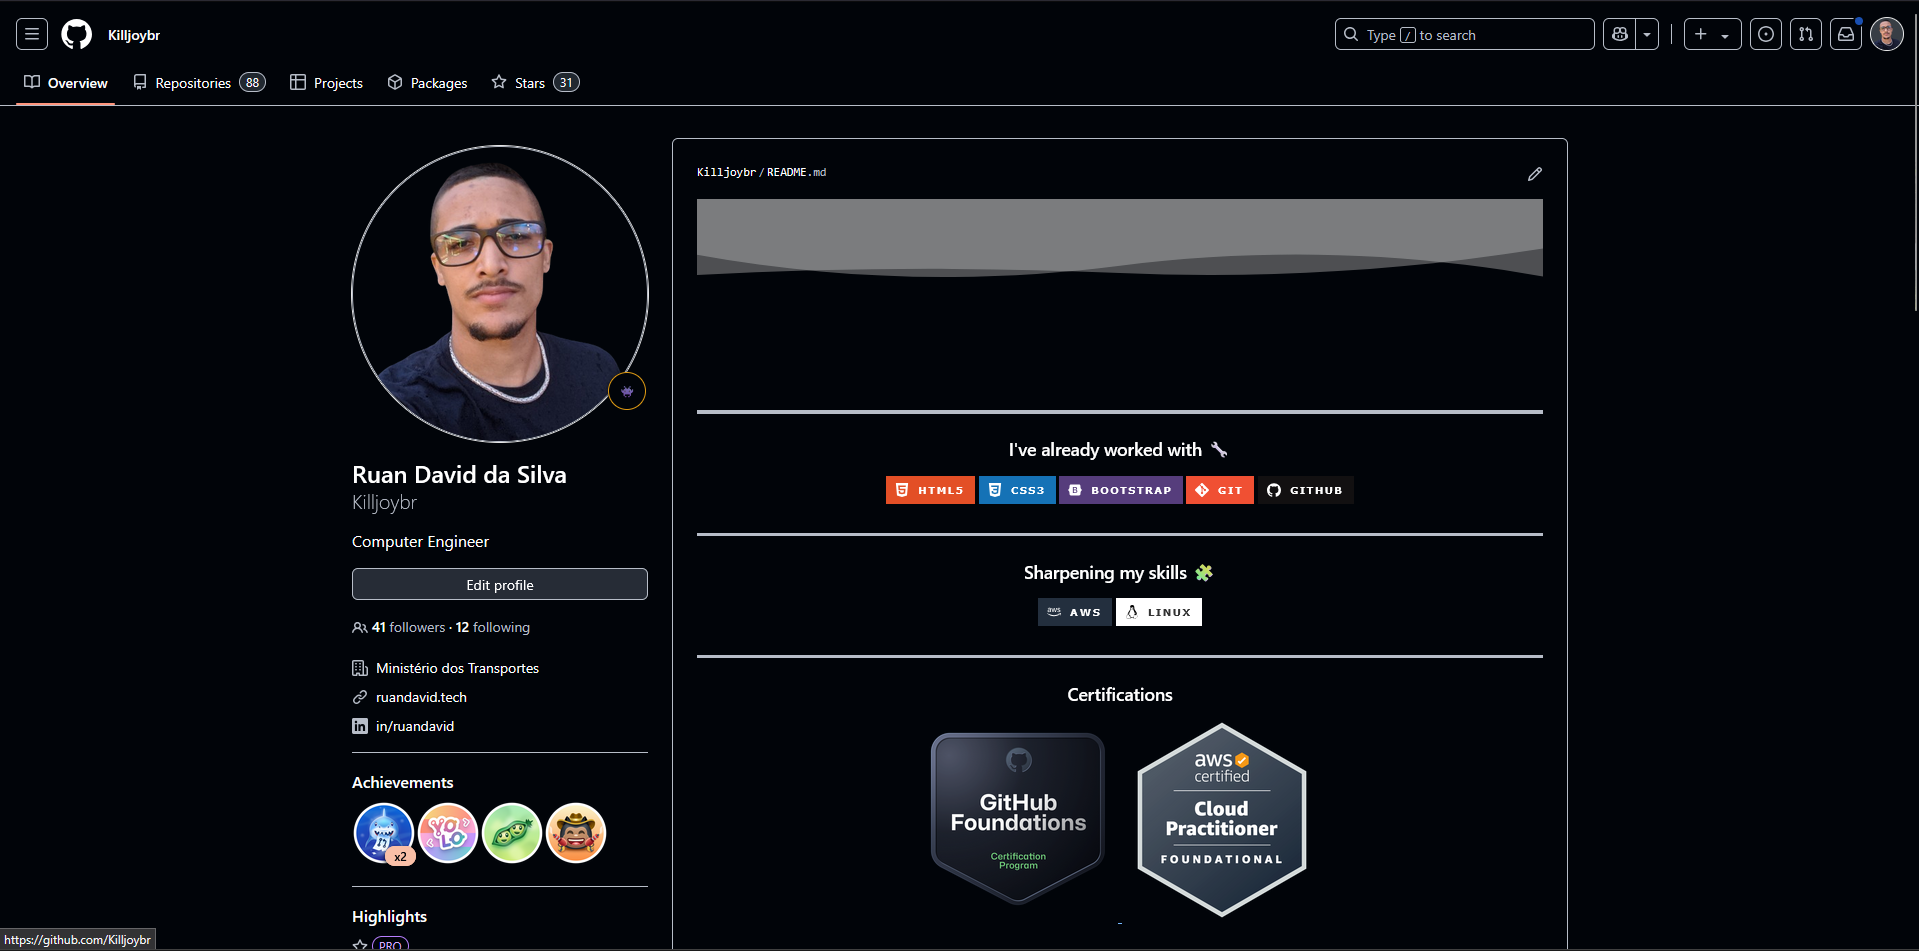 Killjoybr
Type / to search
Overview
Repositories 88
Projects
Packages
Stars 31
Ruan David da Silva
Killjoybr
Computer Engineer
Edit profile
41 followers · 12 following
Ministério dos Transportes
ruandavid.tech
in/ruandavid
Achievements
YOLO
x2
Highlights
PRO
Killjoybr/README.md
I've already worked with
HTML5
CSS3
BOOTSTRAP
GIT
GITHUB
Sharpening my skills
aws AWS
LINUX
Certifications
GitHub
Foundations
Certification
Program
aws
certified
Cloud
Practitioner
FOUNDATIONAL
https://github.com/Killjoybr